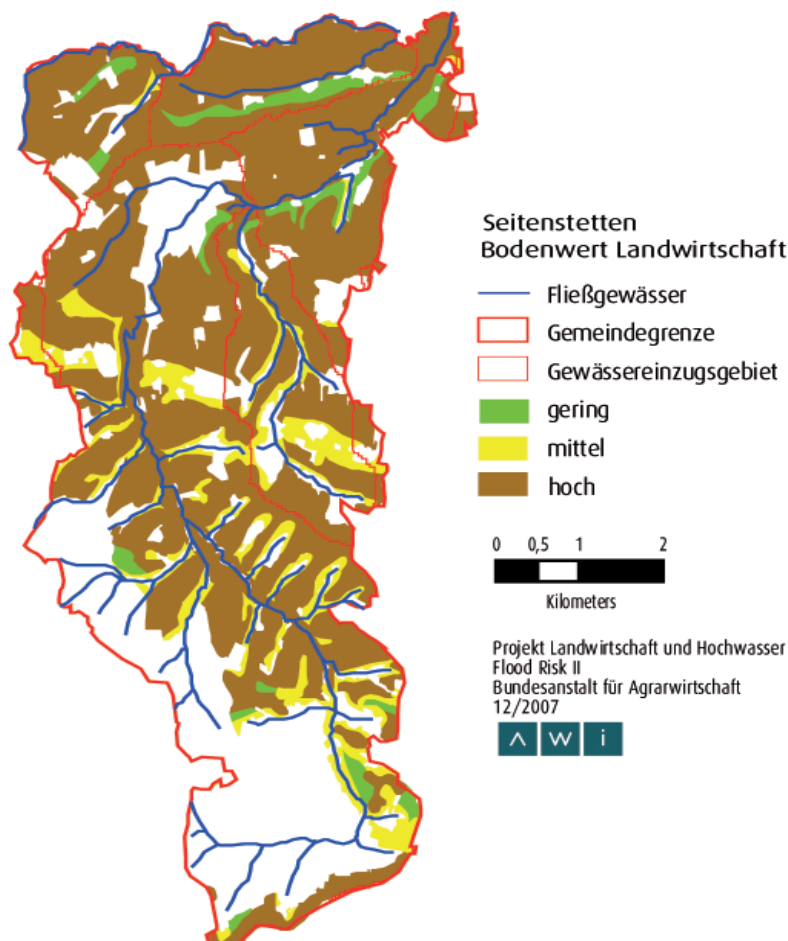 Seitenstetten
Bodenwert Landwirtschaft
Fließgewässer
Gemeindegrenze
Gewässereinzugsgebiet
gering
mittel
hoch
0 0,5 1 2
Kilometers
Projekt Landwirtschaft und Hochwasser
Flood Risk II
Bundesanstalt für Agrarwirtschaft
12/2007
Λ w i